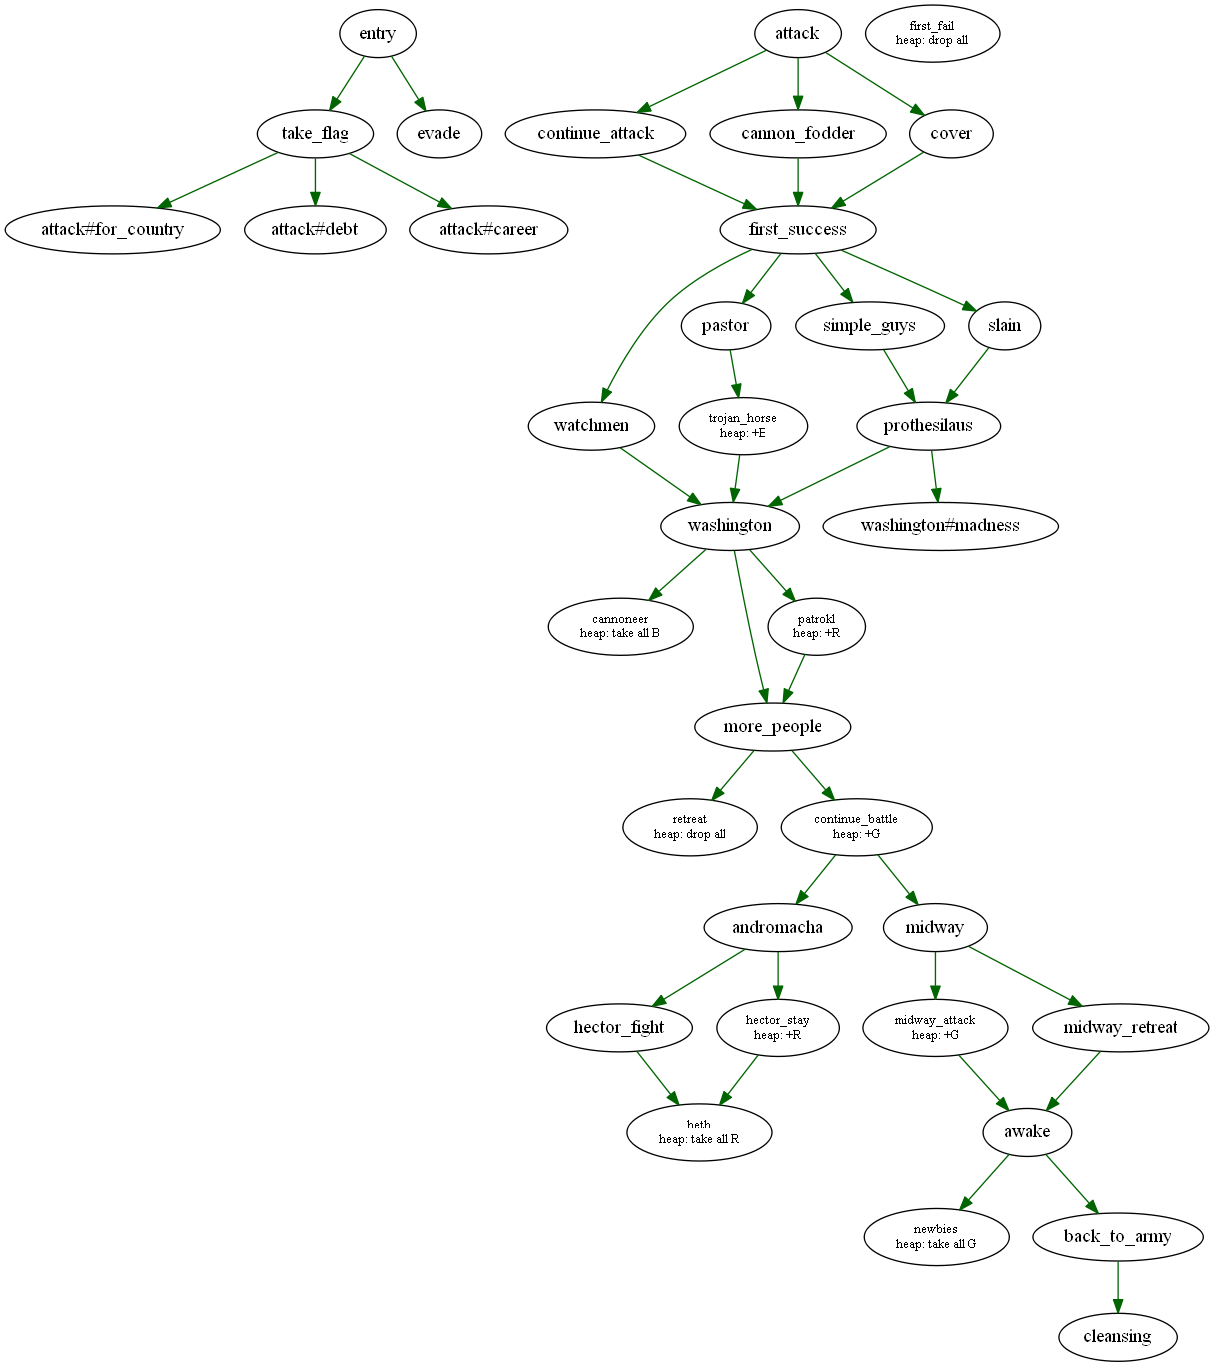 entry
attack
first_fail
heap: drop all
take_flag
evade
continue_attack
cannon_fodder
cover
attack#for_country
attack#debt
attack#career
first_success
pastor
simple_guys
slain
watchmen
trojan_horse
heap: +E
prothesilaus
washington
washington#madness
cannoneer
heap: take all B
patrokl
heap: +R
more_people
retreat
heap: drop all
continue_battle
heap: +G
andromacha
midway
hector_fight
hector_stay
heap: +R
midway_attack
heap: +G
midway_retreat
heap: take all R
awake
newbies
heap: take all G
back_to_army
cleansing